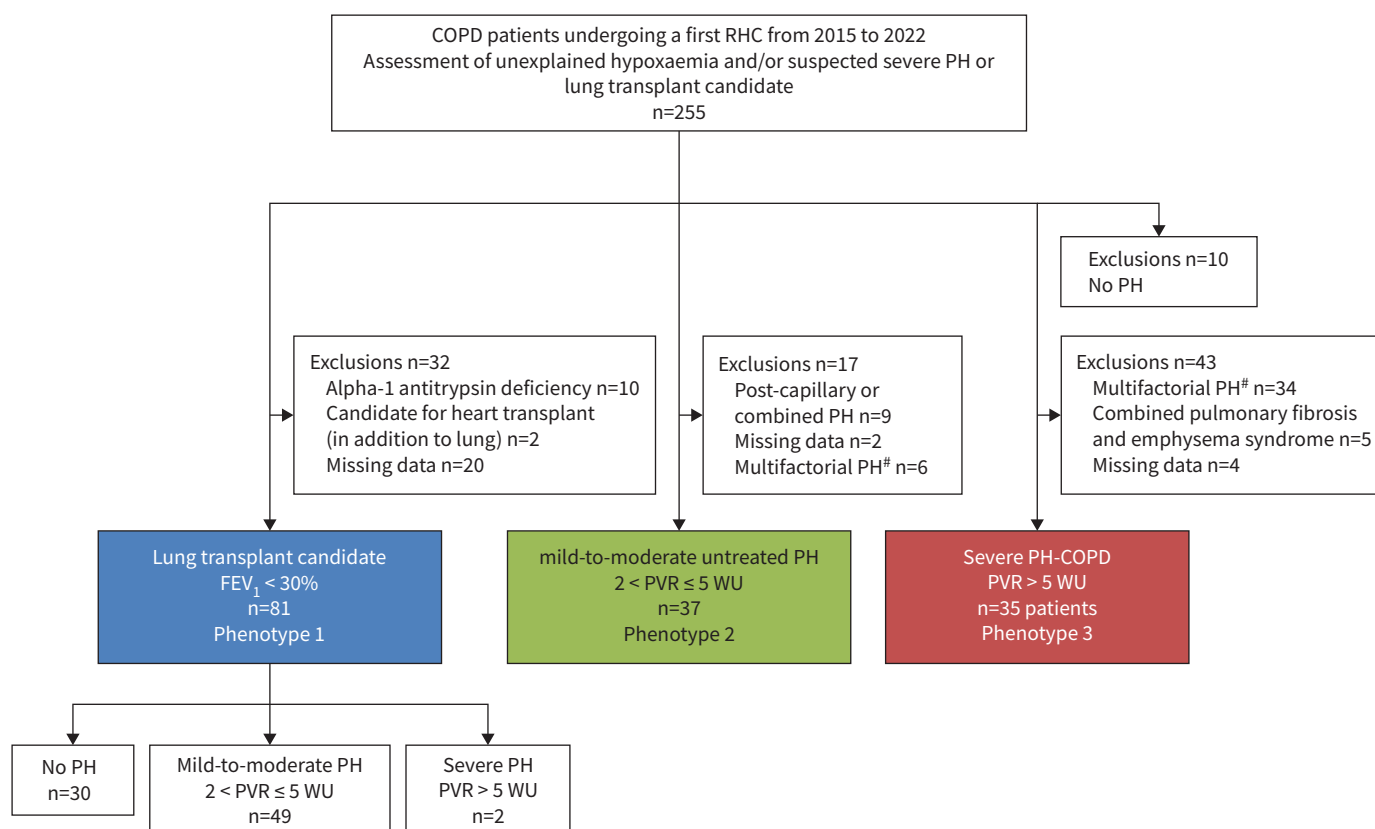 COPD patients undergoing a first RHC from 2015 to 2022
Assessment of unexplained hypoxaemia and/or suspected severe PH or
lung transplant candidate
n=255
Exclusions n=10
No PH
Exclusions n=32
Alpha-1 antitrypsin deficiency n=10
Candidate for heart transplant
(in addition to lung) n=2
Missing data n=20
Exclusions n=17
Post-capillary or
combined PH n=9
Missing data n=2
Multifactorial PH# n=6
Exclusions n=43
Multifactorial PH# n=34
Combined pulmonary fibrosis
and emphysema syndrome n=5
Missing data n=4
Lung transplant candidate
FEV1 < 30%
n=81
Phenotype 1
mild-to-moderate untreated PH
2 < PVR ≤ 5 WU
n=37
Phenotype 2
Severe PH-COPD
PVR > 5 WU
n=35 patients
Phenotype 3
No PH
n=30
Mild-to-moderate PH
2 < PVR ≤ 5 WU
n=49
Severe PH
PVR > 5 WU
n=2